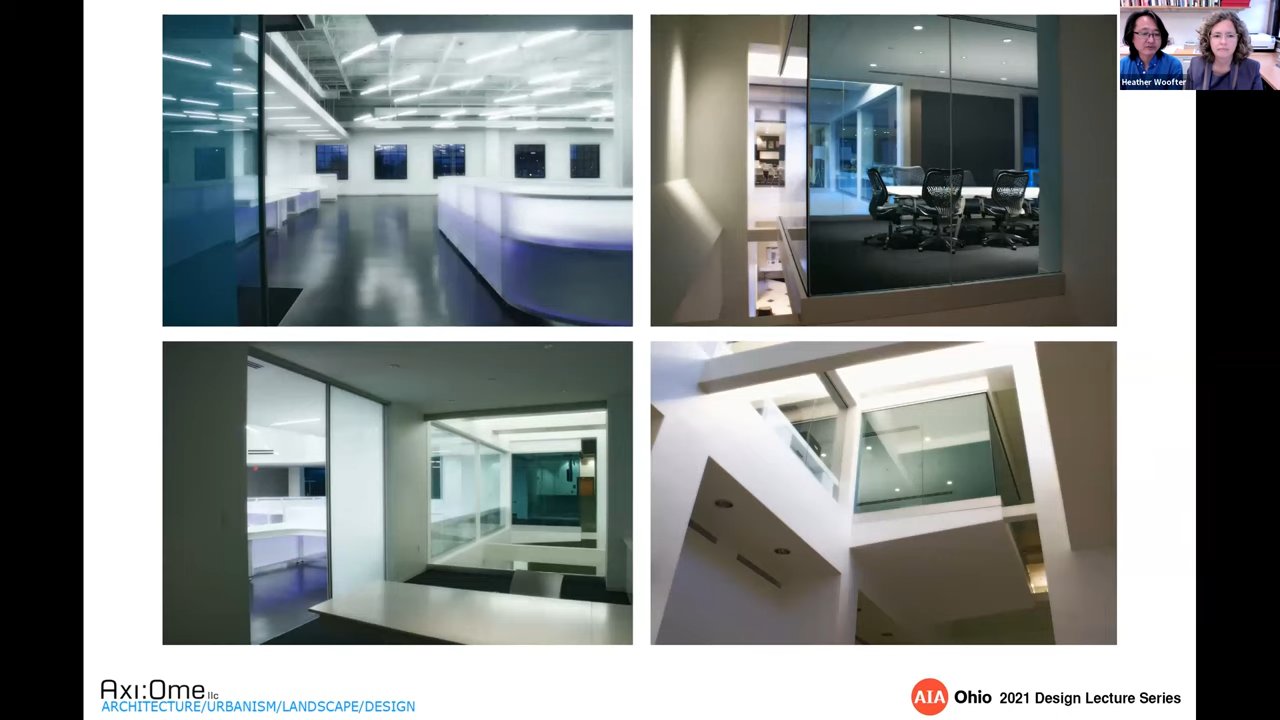 Heather Woofter
Axi:Ome llc
ARCHITECTURE/URBANISM/LANDSCAPE/DESIGN
AIA Ohio 2021 Design Lecture Series